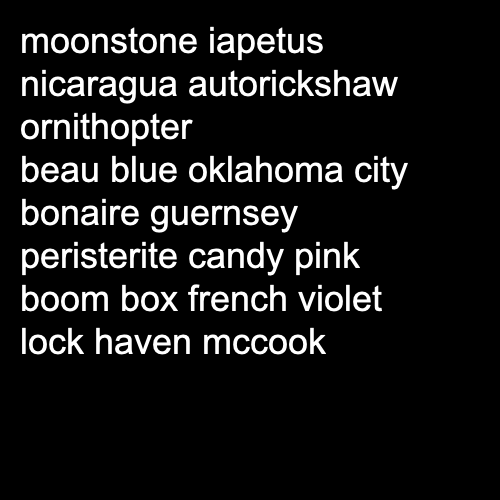 moonstone iapetus
nicaragua autorickshaw
ornithopter
beau blue oklahoma city
bonaire guernsey
peristerite candy pink
boom box french violet
lock haven mccook